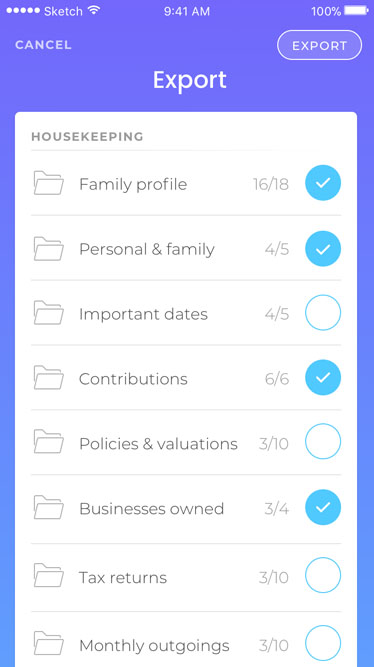 Sketch 9:41 AM 100%
CANCEL EXPORT
Export
HOUSEKEEPING
Family profile 16/18
Personal & family 4/5
Important dates 4/5
Contributions 6/6
Policies & valuations 3/10
Businesses owned 3/4
Tax returns 3/10
Monthly outgoings 3/10